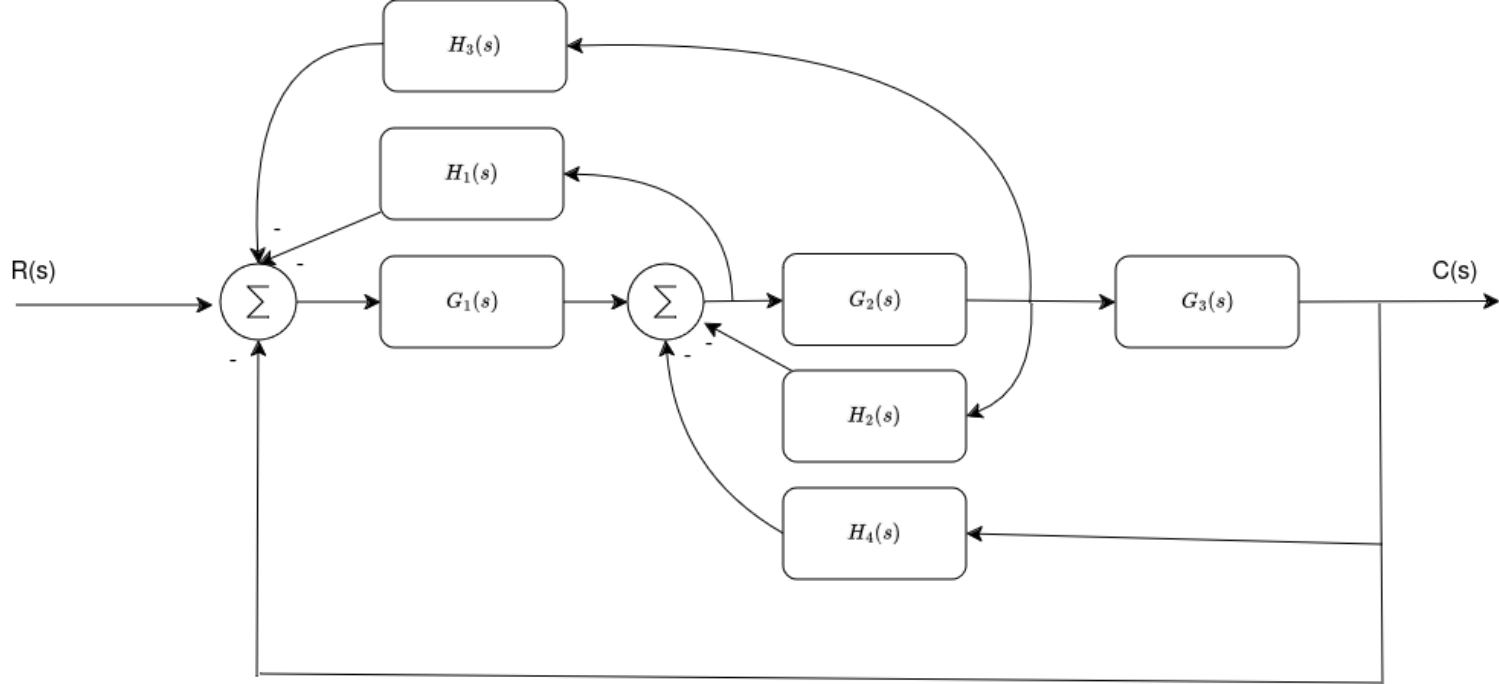 H₃(s)
H₁(s)
-
-
R(s)
C(s)
∑
G₁(s)
∑
G₂(s)
G₃(s)
-
-
-
H₂(s)
H₄(s)